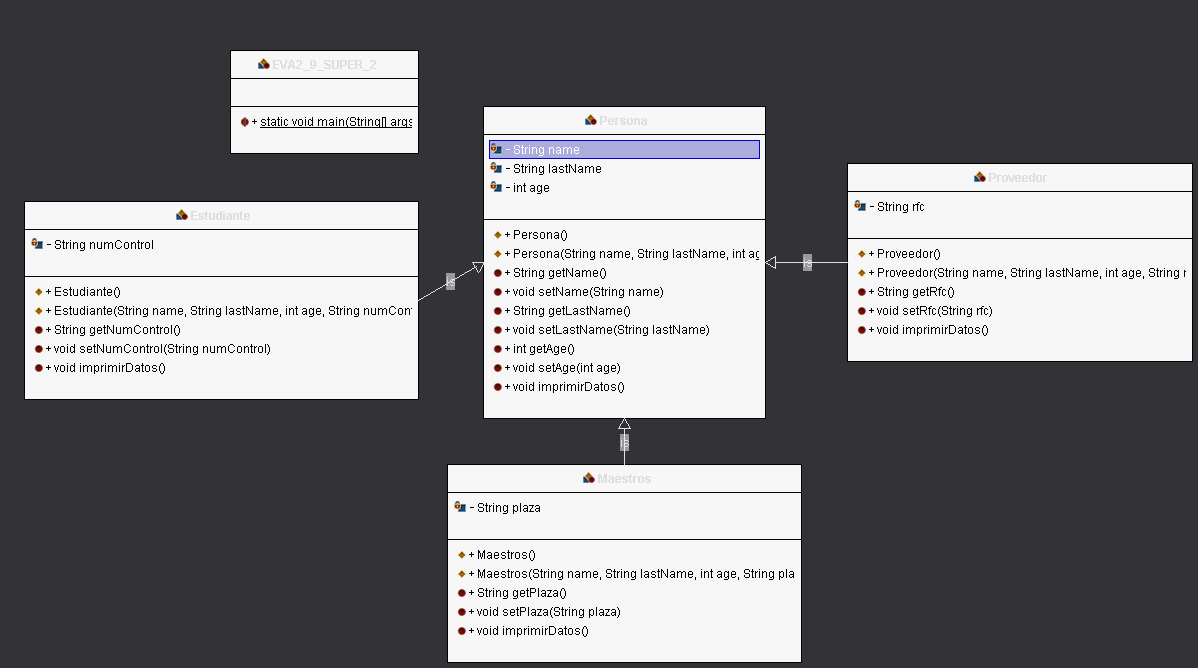 EVA2_9_SUPER_2
+ static void main(String[] args
Persona
- String name
- String lastName
- int age
+ Persona()
+ Persona(String name, String lastName, int ag
+ String getName()
+ void setName(String name)
+ String getLastName()
+ void setLastName(String lastName)
+ int getAge()
+ void setAge(int age)
+ void imprimirDatos()
Proveedor
- String rfc
+ Proveedor()
+ Proveedor(String name, String lastName, int age, String r
+ String getRfc()
+ void setRfc(String rfc)
+ void imprimirDatos()
Estudiante
- String numControl
+ Estudiante()
+ Estudiante(String name, String lastName, int age, String numCon
+ String getNumControl()
+ void setNumControl(String numControl)
+ void imprimirDatos()
is
is
is
Maestros
- String plaza
+ Maestros()
+ Maestros(String name, String lastName, int age, String pla
+ String getPlaza()
+ void setPlaza(String plaza)
+ void imprimirDatos()